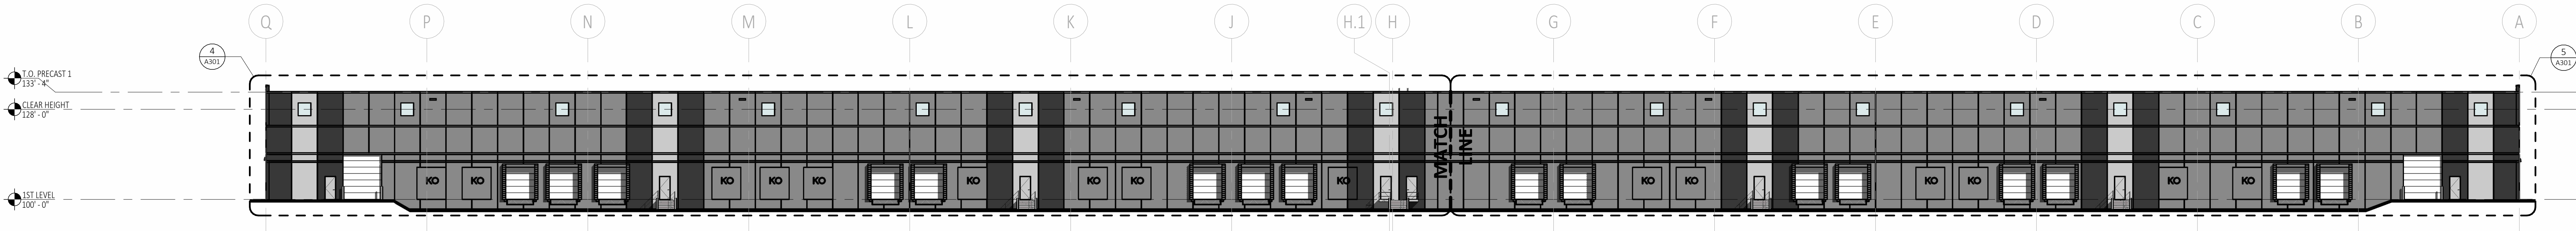 Q P N M L K J H.1 H G F E D C B A
4
A301
5
A301
T.O. PRECAST 1
133' - 4"
CLEAR HEIGHT
128' - 0"
MATCH
LINE
KO KO KO KO KO KO KO KO KO KO KO KO KO KO KO
1ST LEVEL
100' - 0"